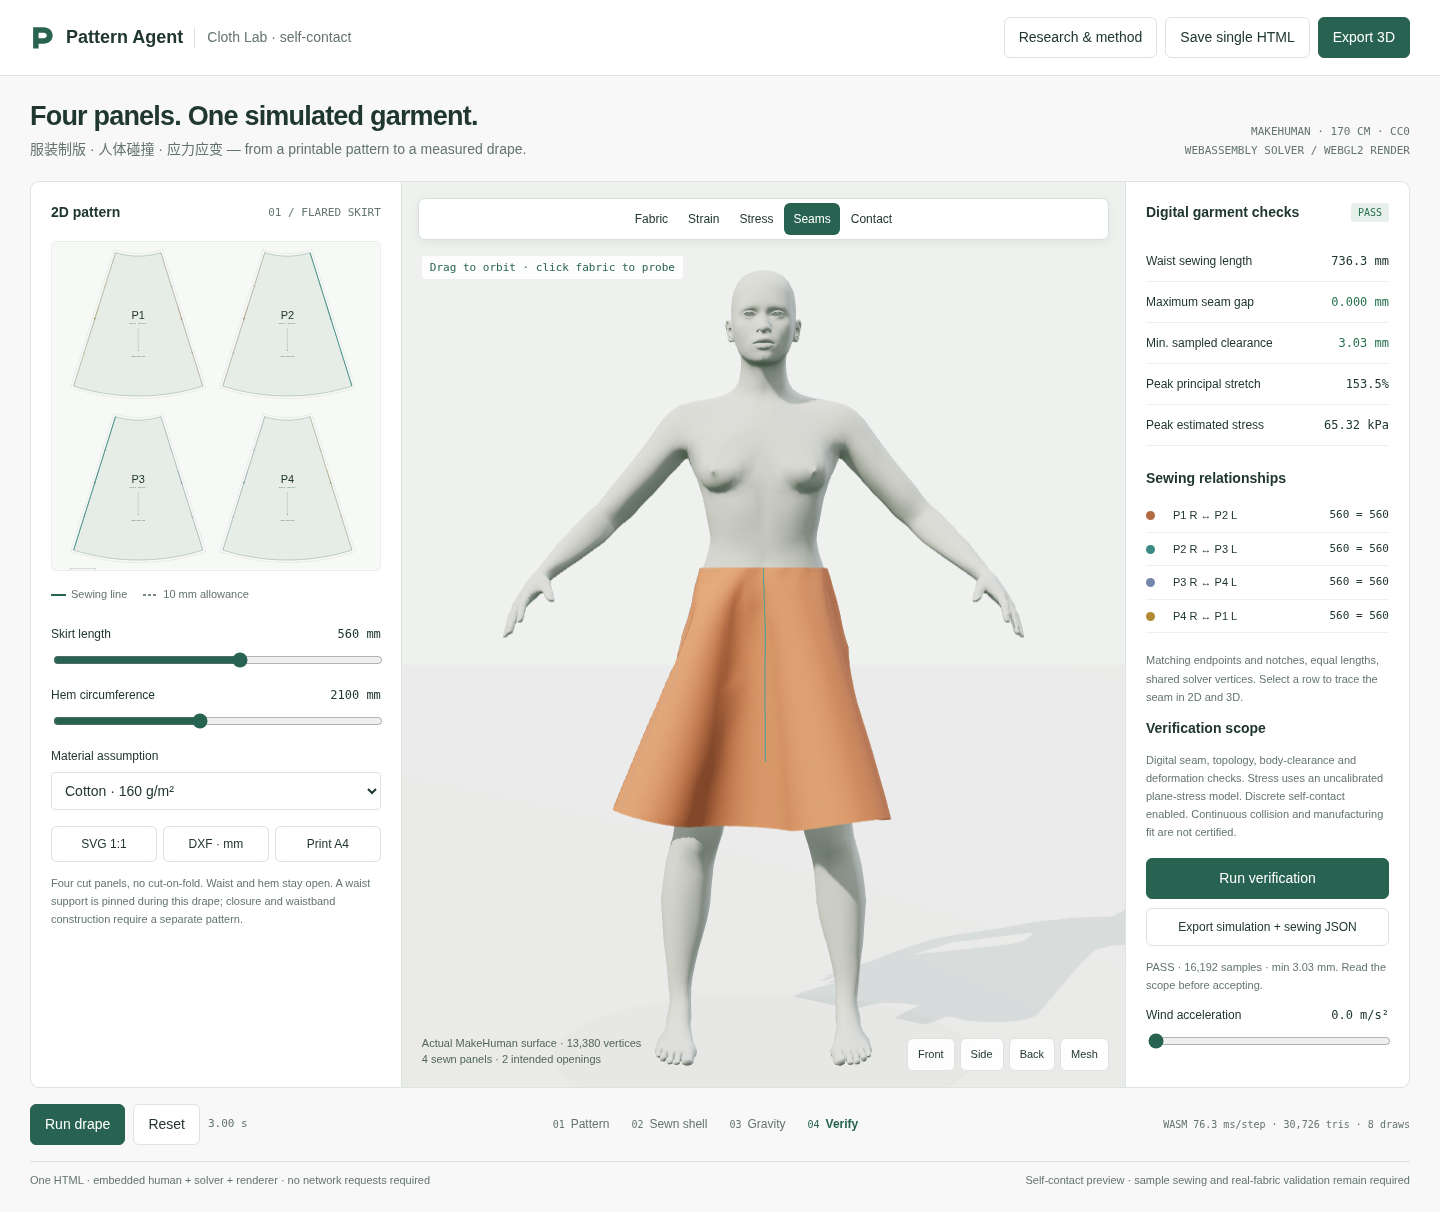 Pattern Agent
Cloth Lab · self-contact
Research & method
Save single HTML
Export 3D
Four panels. One simulated garment.
服装制版 · 人体碰撞 · 应力应变 — from a printable pattern to a measured drape.
MAKEHUMAN · 170 CM · CC0
WEBASSEMBLY SOLVER / WEBGL2 RENDER
2D pattern
01 / FLARED SKIRT
P1
P2
P3
P4
Sewing line
10 mm allowance
Skirt length
560 mm
Hem circumference
2100 mm
Material assumption
Cotton · 160 g/m²
SVG 1:1
DXF · mm
Print A4
Four cut panels, no cut-on-fold. Waist and hem stay open. A waist
support is pinned during this drape; closure and waistband
construction require a separate pattern.
Fabric
Strain
Stress
Seams
Contact
Drag to orbit · click fabric to probe
Actual MakeHuman surface · 13,380 vertices
4 sewn panels · 2 intended openings
Front
Side
Back
Mesh
Digital garment checks
PASS
Waist sewing length
736.3 mm
Maximum seam gap
0.000 mm
Min. sampled clearance
3.03 mm
Peak principal stretch
153.5%
Peak estimated stress
65.32 kPa
Sewing relationships
P1 R ↔ P2 L
560 = 560
P2 R ↔ P3 L
560 = 560
P3 R ↔ P4 L
560 = 560
P4 R ↔ P1 L
560 = 560
Matching endpoints and notches, equal lengths,
shared solver vertices. Select a row to trace the
seam in 2D and 3D.
Verification scope
Digital seam, topology, body-clearance and
deformation checks. Stress uses an uncalibrated
plane-stress model. Discrete self-contact
enabled. Continuous collision and manufacturing
fit are not certified.
Run verification
Export simulation + sewing JSON
PASS · 16,192 samples · min 3.03 mm. Read the
scope before accepting.
Wind acceleration
0.0 m/s²
Run drape
Reset
3.00 s
01 Pattern
02 Sewn shell
03 Gravity
04 Verify
WASM 76.3 ms/step · 30,726 tris · 8 draws
One HTML · embedded human + solver + renderer · no network requests required
Self-contact preview · sample sewing and real-fabric validation remain required